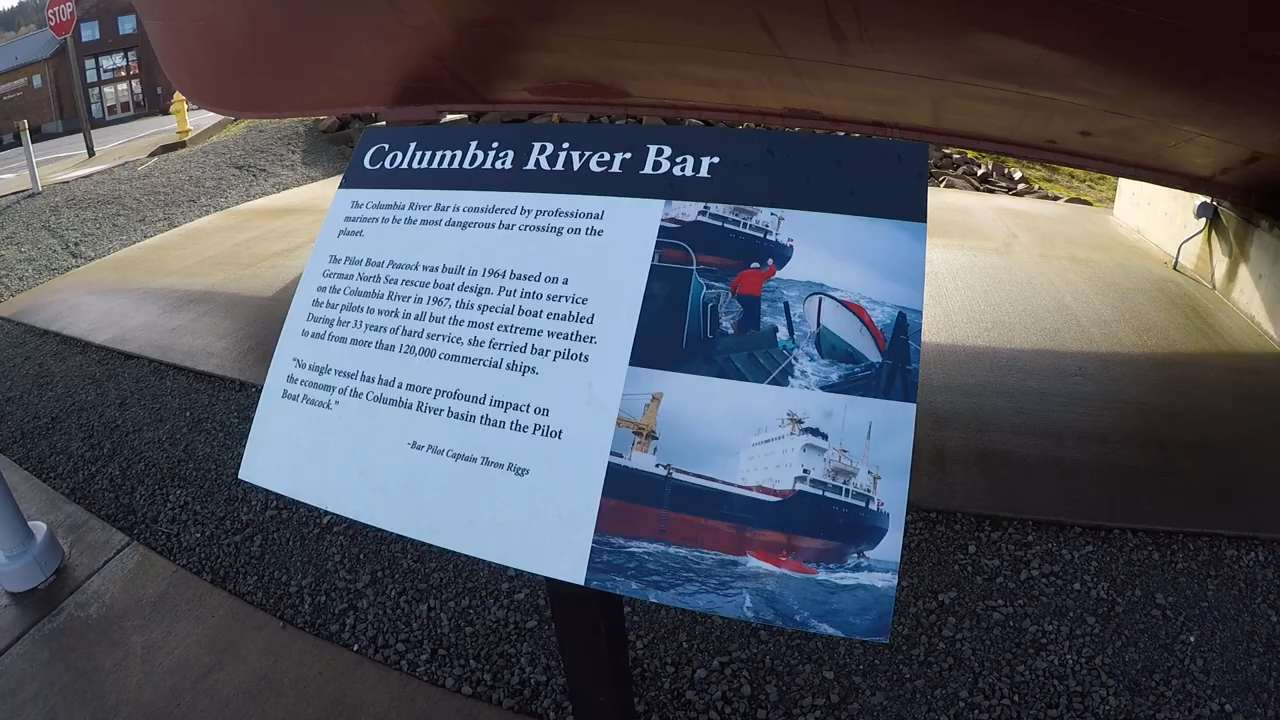 STOP
Columbia River Bar
The Columbia River Bar is considered by professional
mariners to be the most dangerous bar crossing on the
planet.
The Pilot Boat Peacock was built in 1964 based on a
German North Sea rescue boat design. Put into service
on the Columbia River in 1967, this special boat enabled
the bar pilots to work in all but the most extreme weather.
During her 33 years of hard service, she ferried bar pilots
to and from more than 120,000 commercial ships.
"No single vessel has had a more profound impact on
the economy of the Columbia River basin than the Pilot
Boat Peacock."
-Bar Pilot Captain Thron Riggs